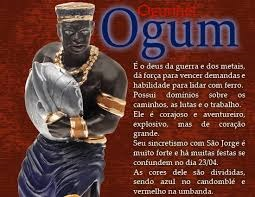 Ogunhê!
Ogum
É o deus da guerra e dos metais,
dá força para vencer demandas e
habilidade para lidar com ferro.
Possui domínios sobre os
caminhos, as lutas e o trabalho.
Ele é corajoso e aventureiro,
explosivo, mas de coração
grande.
Seu sincretismo com São Jorge é
muito forte e há muitas festas se
confundem no dia 23/04.
As cores dele são divididas,
sendo azul no candomblé e
vermelho na umbanda.